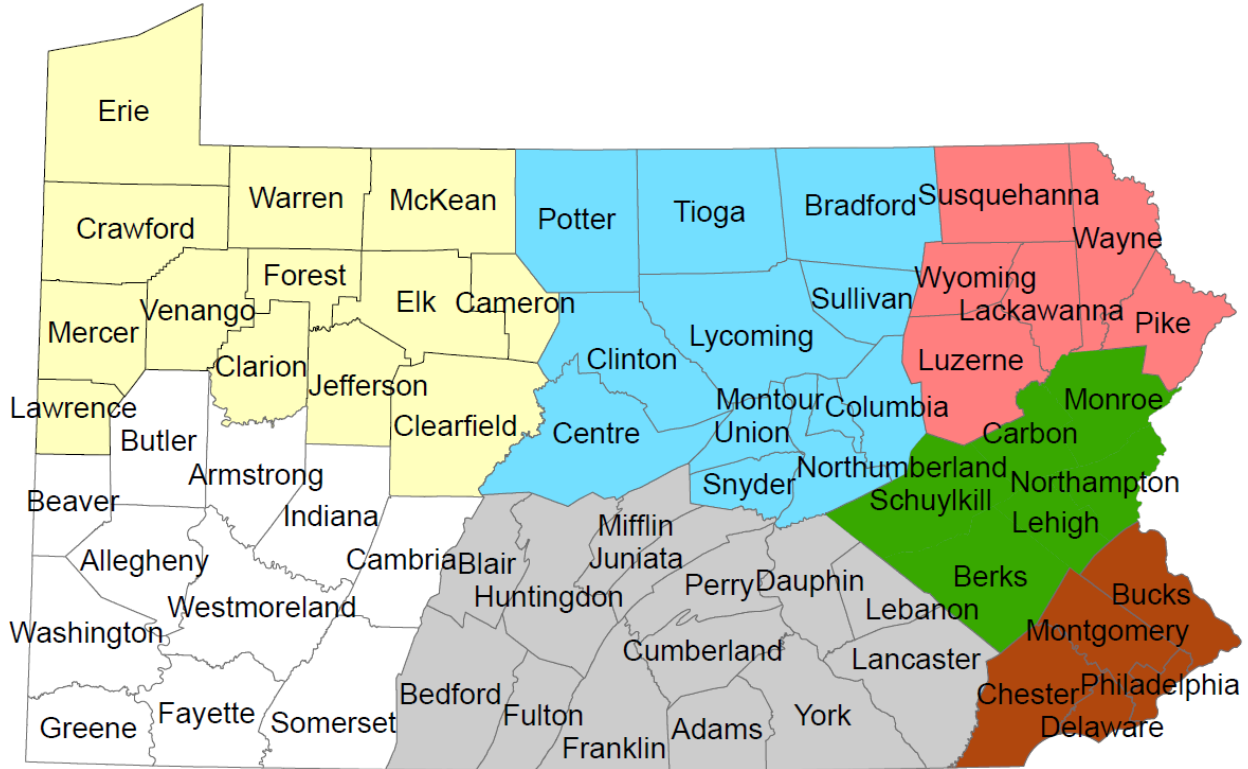 Erie
Warren
McKean
Susquehanna
Bradford
Tioga
Potter
Crawford
Wayne
Forest
Wyoming
Elk
Cameron
Sullivan
Venango
Lackawanna
Pike
Mercer
Lycoming
Clinton
Luzerne
Clarion
Jefferson
Monroe
Lawrence
Montour
Columbia
Clearfield
Centre
Union
Carbon
Butler
Armstrong
Northumberland
Northampton
Snyder
Schuylkill
Beaver
Indiana
Mifflin
Lehigh
Allegheny
Cambria
Blair
Juniata
Berks
Perry
Dauphin
Huntingdon
Bucks
Westmoreland
Lebanon
Washington
Montgomery
Cumberland
Lancaster
Philadelphia
Bedford
Chester
Greene
Fayette
Somerset
Fulton
Franklin
Adams
York
Delaware